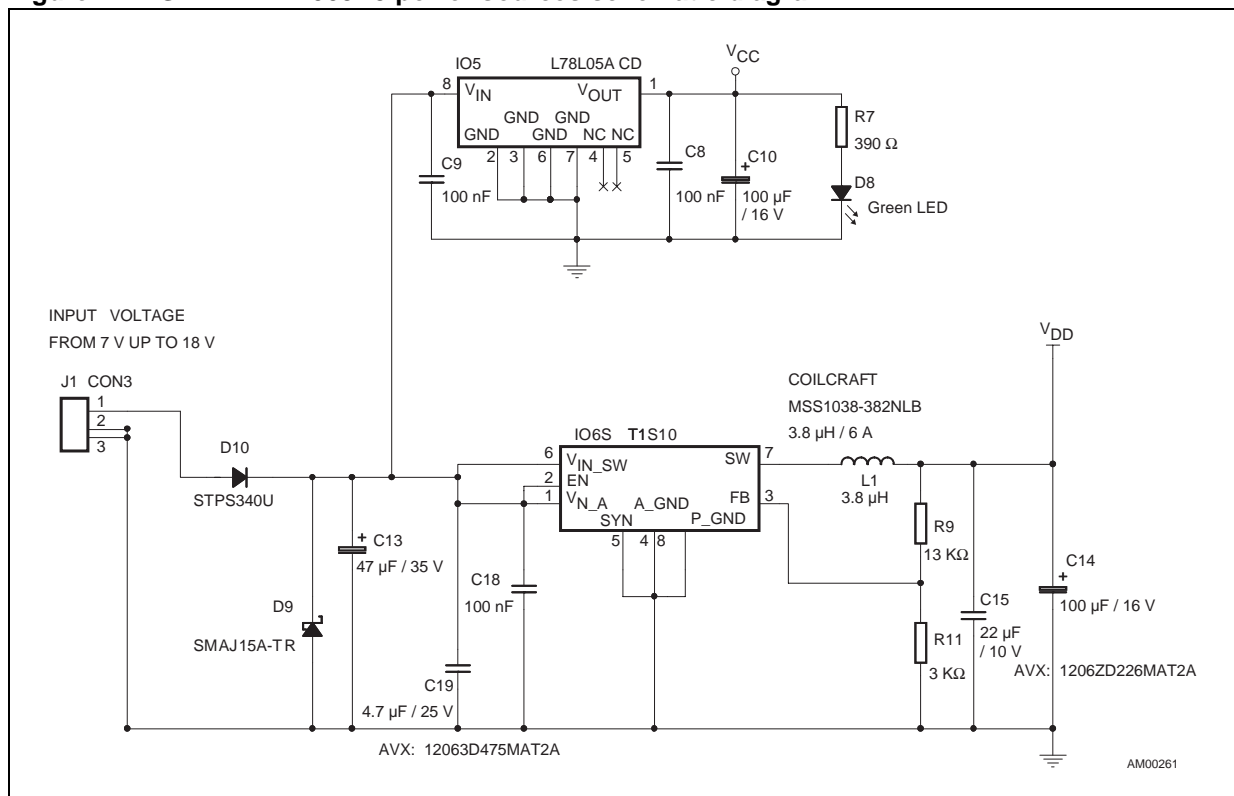 IO5 L78L05A CD
VCC
8 VIN VOUT 1
GND GND
GND GND NC NC
2 3 6 7 4 5
C9
100 nF
C8
100 nF
C10
+
100 µF
/ 16 V
R7
390 Ω
D8
Green LED
INPUT VOLTAGE
FROM 7 V UP TO 18 V
J1 CON3
1
2
3
D10
STPS340U
D9
SMAJ15A-TR
+
C13
47 µF / 35 V
C18
100 nF
C19
4.7 µF / 25 V
AVX: 12063D475MAT2A
IO6S T1S10
6 VIN_SW SW 7
2 EN
1 VN_A A_GND FB 3
SYN P_GND
5 4 8
COILCRAFT
MSS1038-382NLB
3.8 µH / 6 A
L1
3.8 µH
VDD
R9
13 KΩ
R11
3 KΩ
C15
22 µF
/ 10 V
+
C14
100 µF / 16 V
AVX: 1206ZD226MAT2A
AM00261